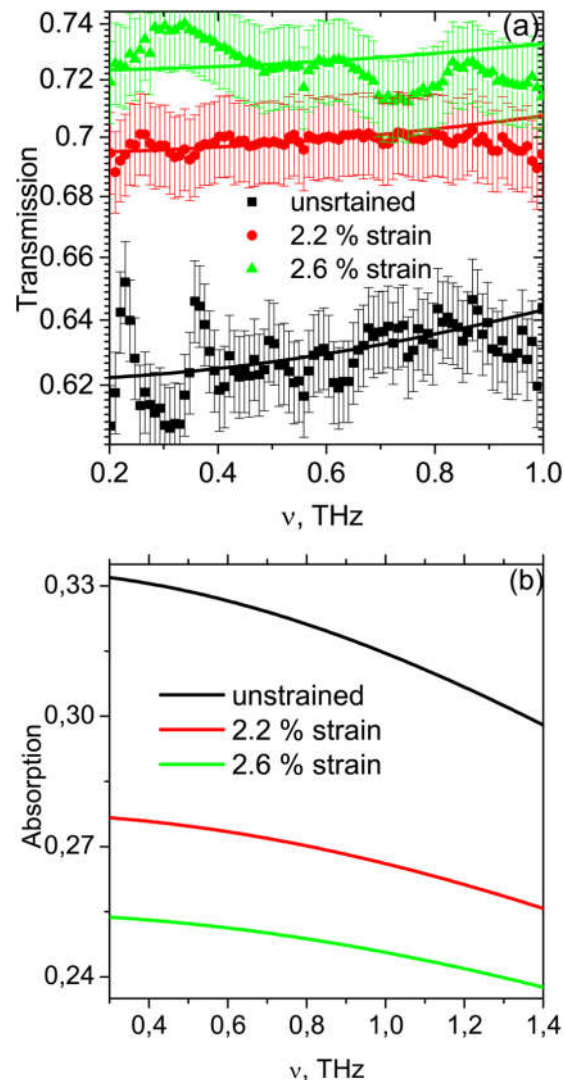 (a)
0.74
0.72
0.7
0.68
0.66
0.64
0.62
Transmission
unsrtained
2.2 % strain
2.6 % strain
0.2 0.4 0.6 0.8 1.0
ν, THz
(b)
0,33
0,30
0,27
0,24
Absorption
unstrained
2.2 % strain
2.6 % strain
0,4 0,6 0,8 1,0 1,2 1,4
ν, THz